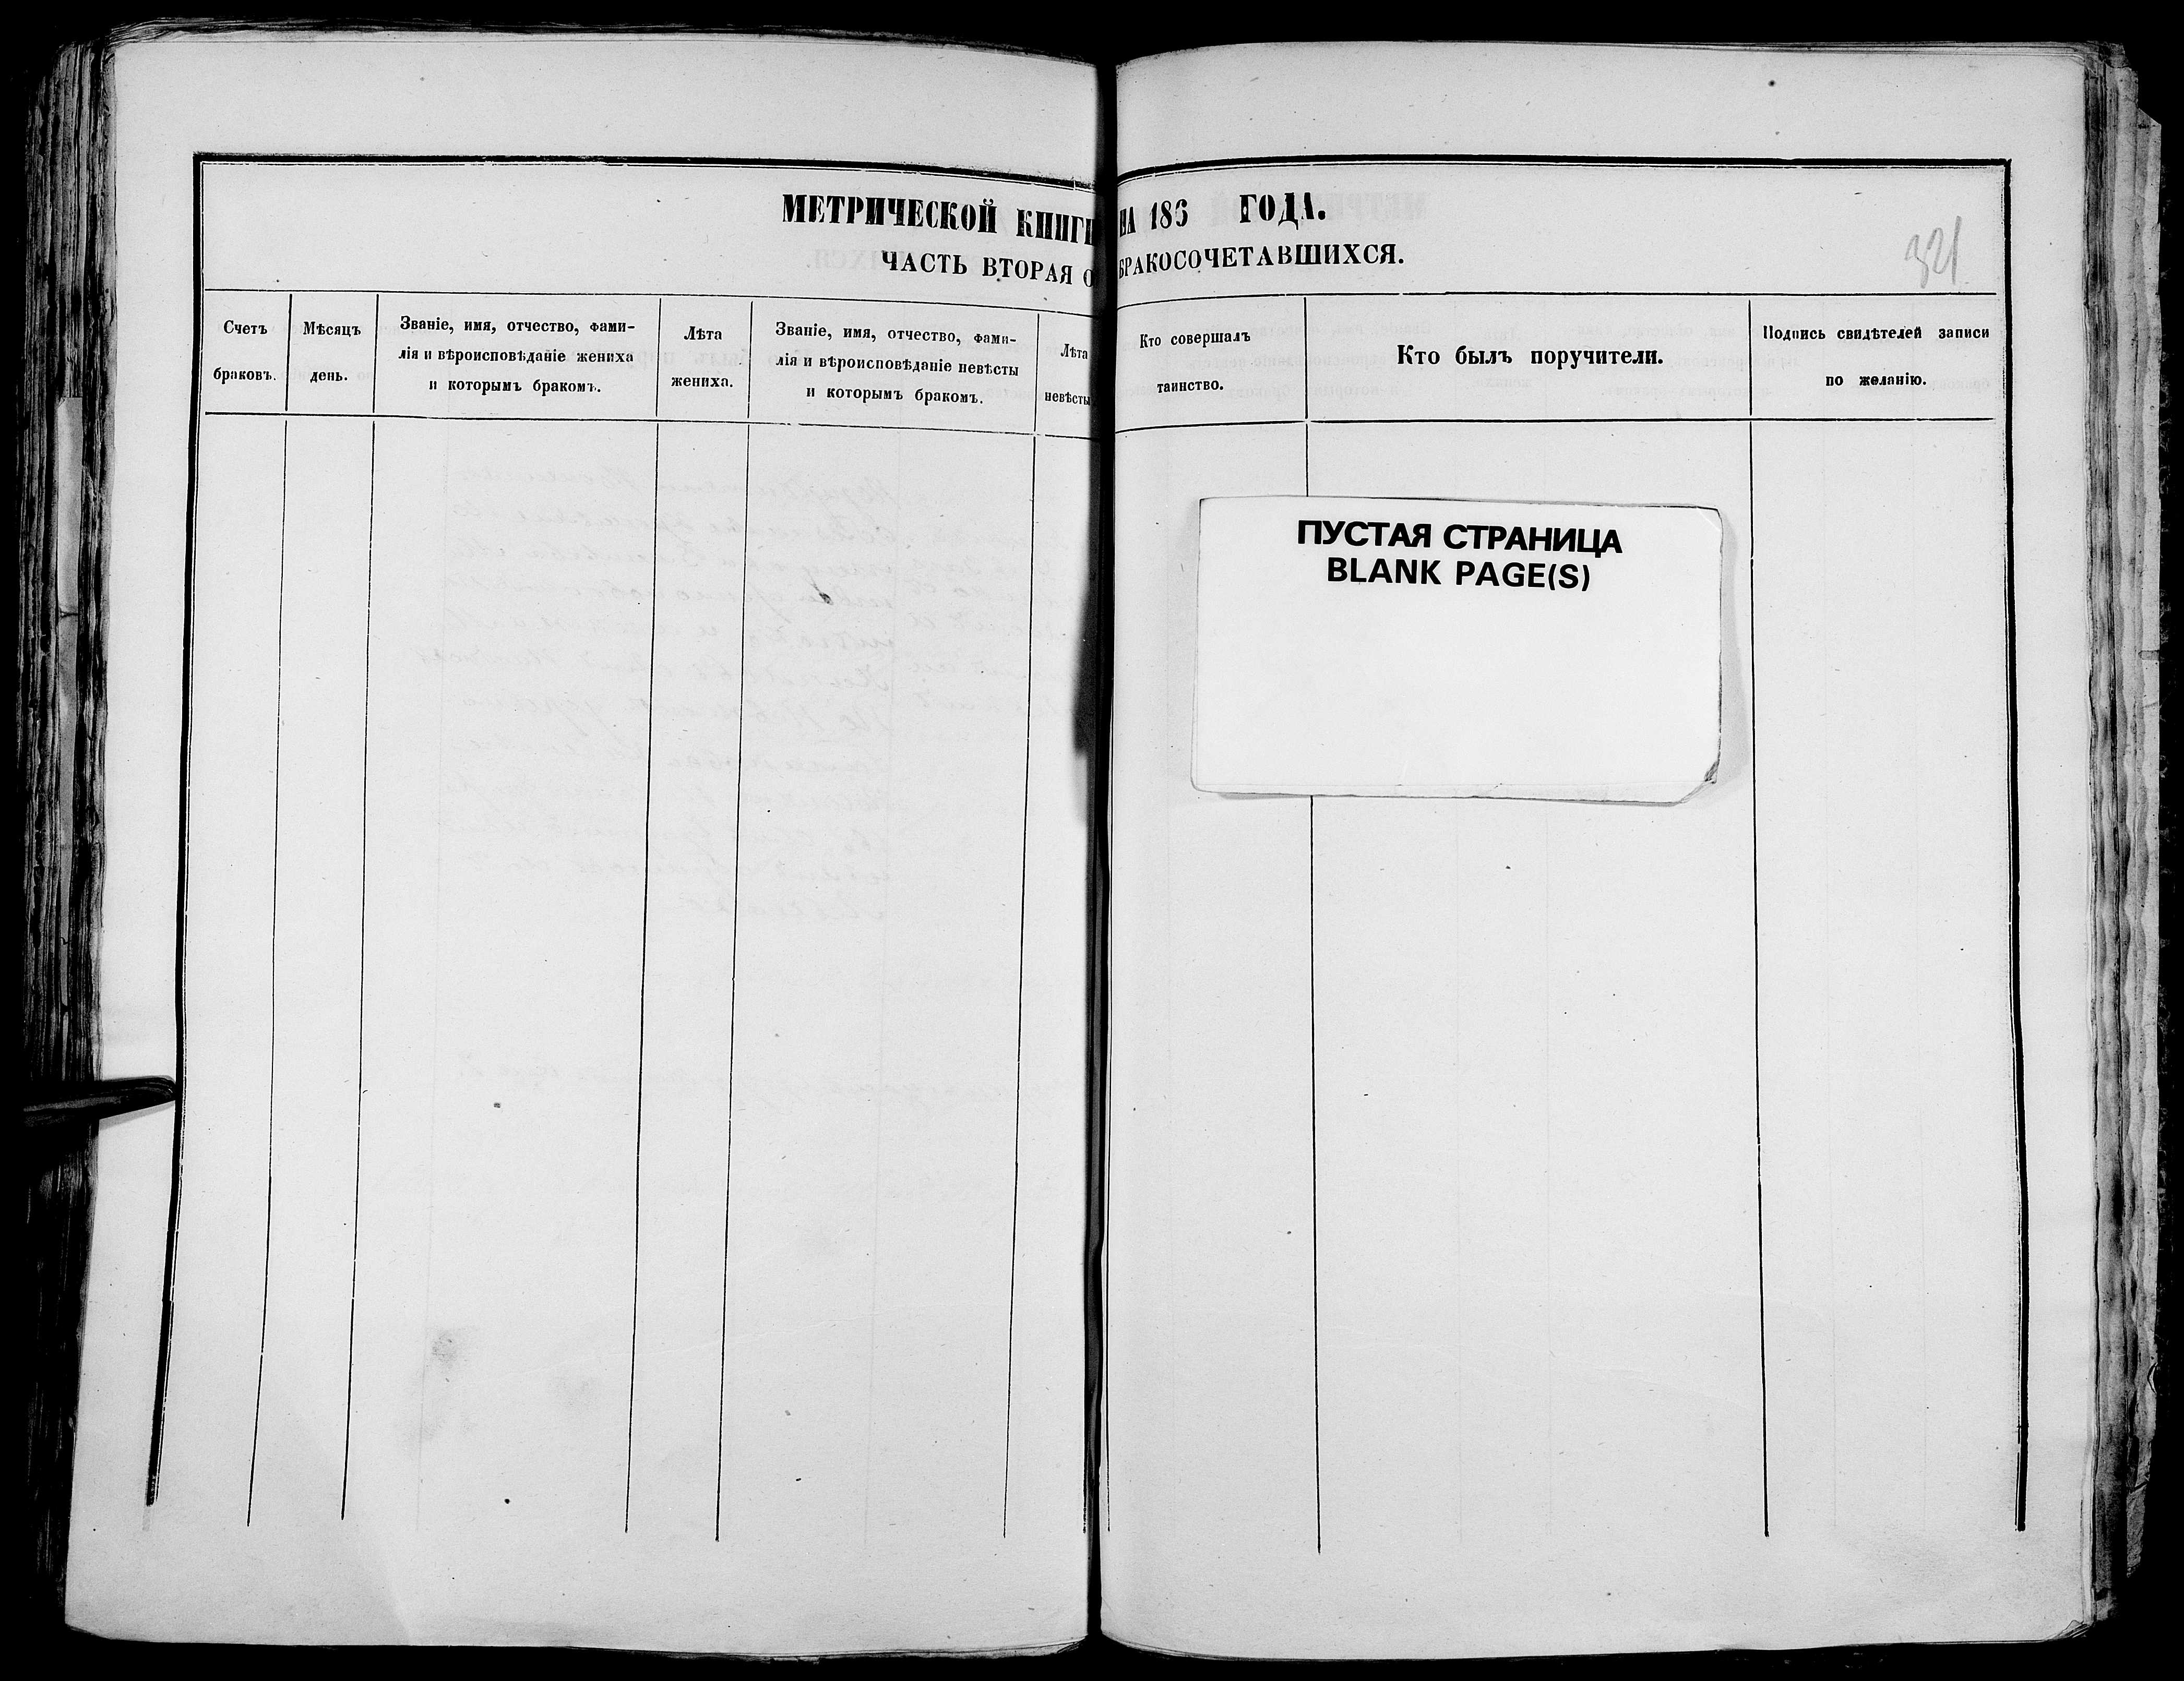 МЕТРИЧЕСКОЙ КНИГИ НА 186 ГОДА.
ЧАСТЬ ВТОРАЯ О БРАКОСОЧЕТАВШИХСЯ.
321
Счетъ
браковъ.
Мѣсяцъ
день.
Званіе, имя, отчество, фами-
лія и вѣроисповѣданіе жениха
и которымъ бракомъ.
Лѣта
жениха.
Званіе, имя, отчество, фами-
лія и вѣроисповѣданіе невѣсты
и которымъ бракомъ.
Лѣта
невѣсты
Кто совершалъ
таинство.
Кто былъ поручители.
Подпись свидѣтелей записи
по желанію.
ПУСТАЯ СТРАНИЦА
BLANK PAGE(S)